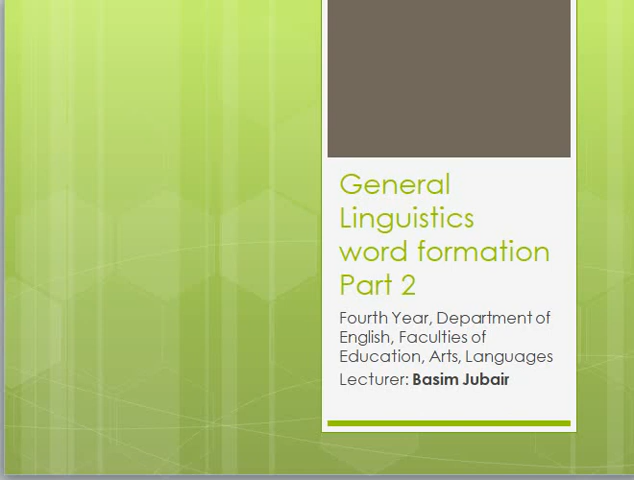 General
Linguistics
word formation
Part 2
Fourth Year, Department of
English, Faculties of
Education, Arts, Languages
Lecturer: Basim Jubair